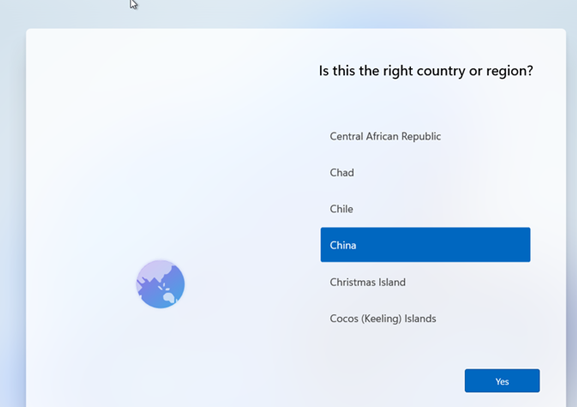 Is this the right country or region?
Central African Republic
Chad
Chile
China
Christmas Island
Cocos (Keeling) Islands
Yes